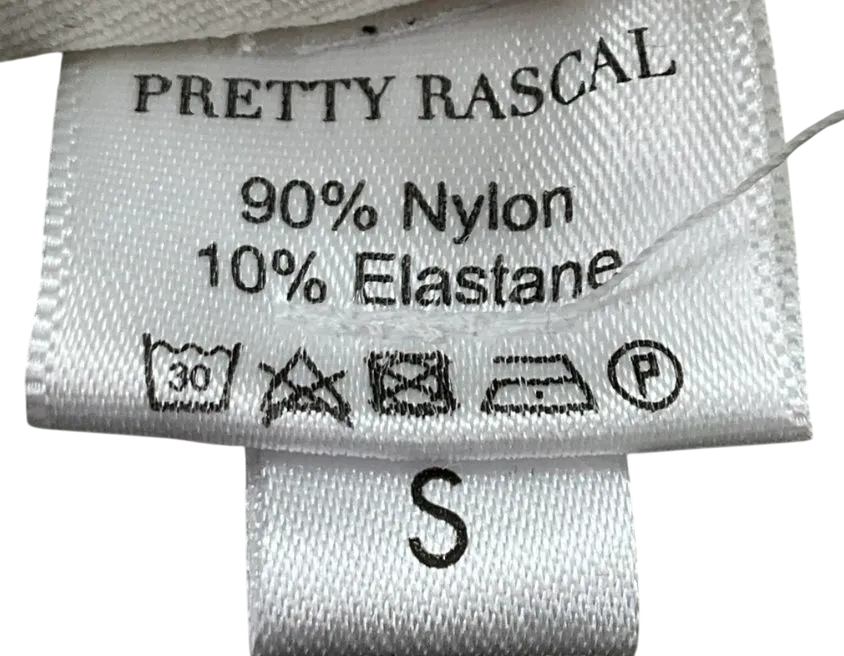 PRETTY RASCAL
90% Nylon
10% Elastane
30 P
S